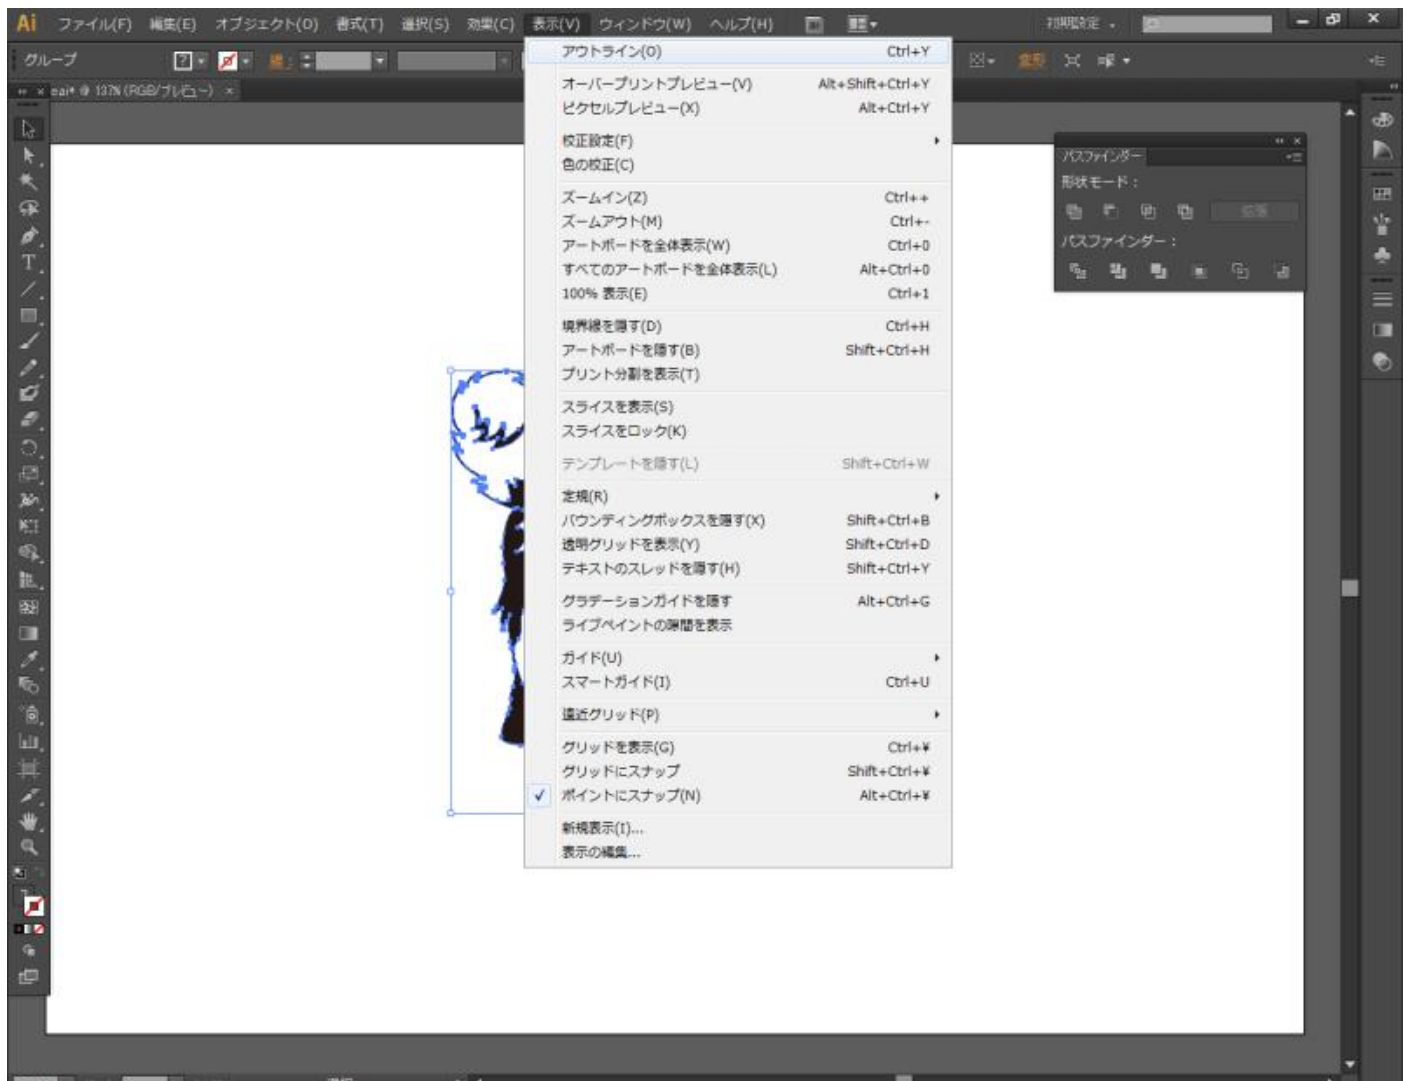 Ai ファイル(F) 編集(E) オブジェクト(O) 書式(T) 選択(S) 効果(C) 表示(V) ウィンドウ(W) ヘルプ(H) 初期設定
グループ 線: 変形
eai* @ 137% (RGB/プレビュー) ×
アウトライン(O) Ctrl+Y
オーバープリントプレビュー(V) Alt+Shift+Ctrl+Y
ピクセルプレビュー(X) Alt+Ctrl+Y
校正設定(F)
色の校正(C)
ズームイン(Z) Ctrl++
ズームアウト(M) Ctrl+-
アートボードを全体表示(W) Ctrl+0
すべてのアートボードを全体表示(L) Alt+Ctrl+0
100% 表示(E) Ctrl+1
境界線を隠す(D) Ctrl+H
アートボードを隠す(B) Shift+Ctrl+H
プリント分割を表示(T)
スライスを表示(S)
スライスをロック(K)
テンプレートを隠す(L) Shift+Ctrl+W
定規(R)
バウンディングボックスを隠す(X) Shift+Ctrl+B
透明グリッドを表示(Y) Shift+Ctrl+D
テキストのスレッドを隠す(H) Shift+Ctrl+Y
グラデーションガイドを隠す Alt+Ctrl+G
ライブペイントの隙間を表示
ガイド(U)
スマートガイド(I) Ctrl+U
遠近グリッド(P)
グリッドを表示(G) Ctrl+¥
グリッドにスナップ Shift+Ctrl+¥
ポイントにスナップ(N) Alt+Ctrl+¥
新規表示(I)...
表示の編集...
パスファインダー
形状モード:
拡張
パスファインダー: